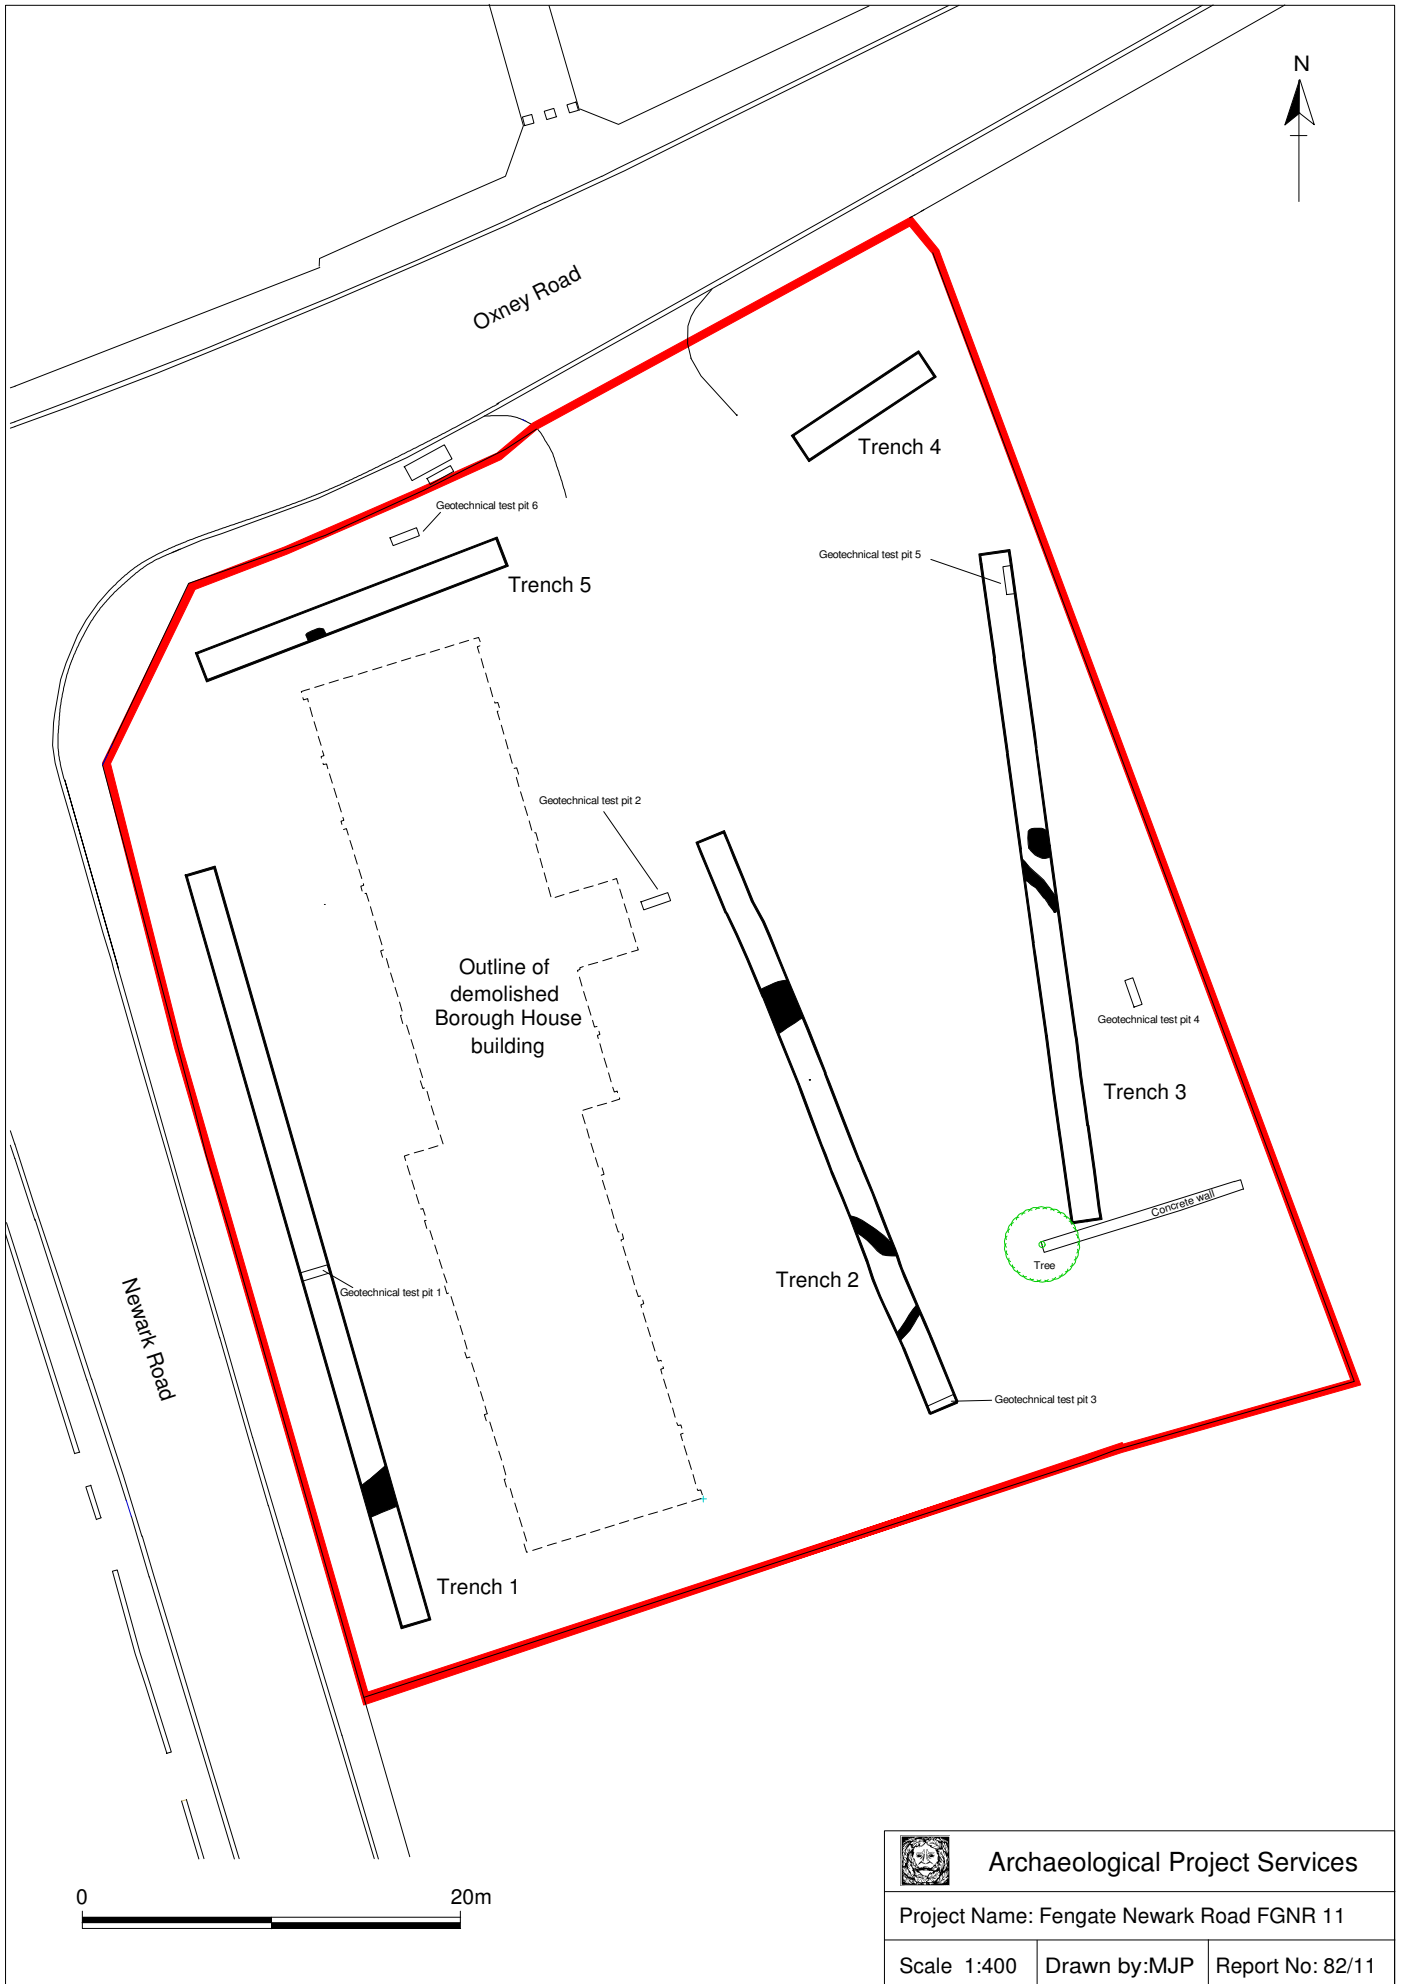 N
Oxney Road
Trench 4
Geotechnical test pit 6
Geotechnical test pit 5
Trench 5
Geotechnical test pit 2
Outline of
demolished
Borough House
building
Geotechnical test pit 4
Trench 3
Concrete wall
Tree
Trench 2
Geotechnical test pit 1
Newark Road
Geotechnical test pit 3
Trench 1
0
20m
Archaeological Project Services
Project Name: Fengate Newark Road FGNR 11
Scale 1:400
Drawn by:MJP
Report No: 82/11